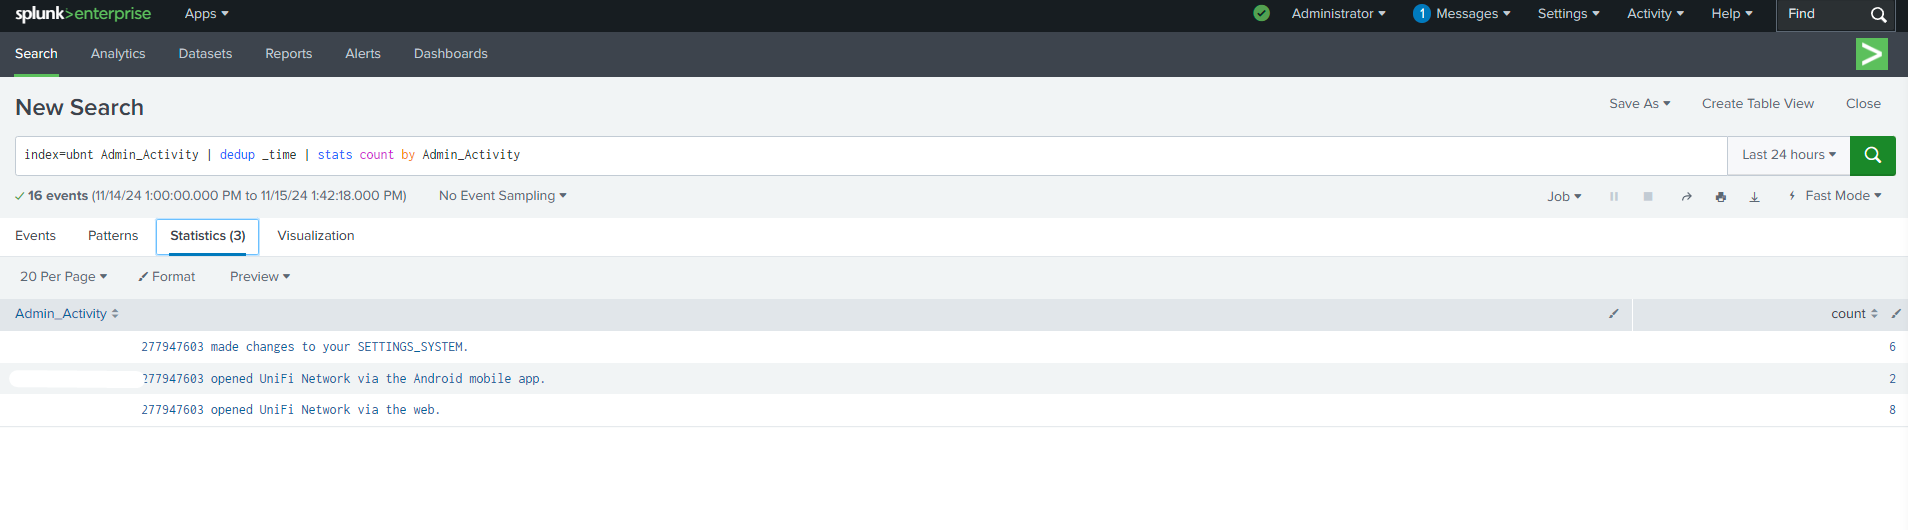 splunk>enterprise Apps Administrator 1 Messages Settings Activity Help Find
Search Analytics Datasets Reports Alerts Dashboards
New Search Save As Create Table View Close
index=ubnt Admin_Activity | dedup _time | stats count by Admin_Activity Last 24 hours
16 events (11/14/24 1:00:00.000 PM to 11/15/24 1:42:18.000 PM) No Event Sampling Job Fast Mode
Events Patterns Statistics (3) Visualization
20 Per Page Format Preview
Admin_Activity count
277947603 made changes to your SETTINGS_SYSTEM. 6
277947603 opened UniFi Network via the Android mobile app. 2
277947603 opened UniFi Network via the web. 8